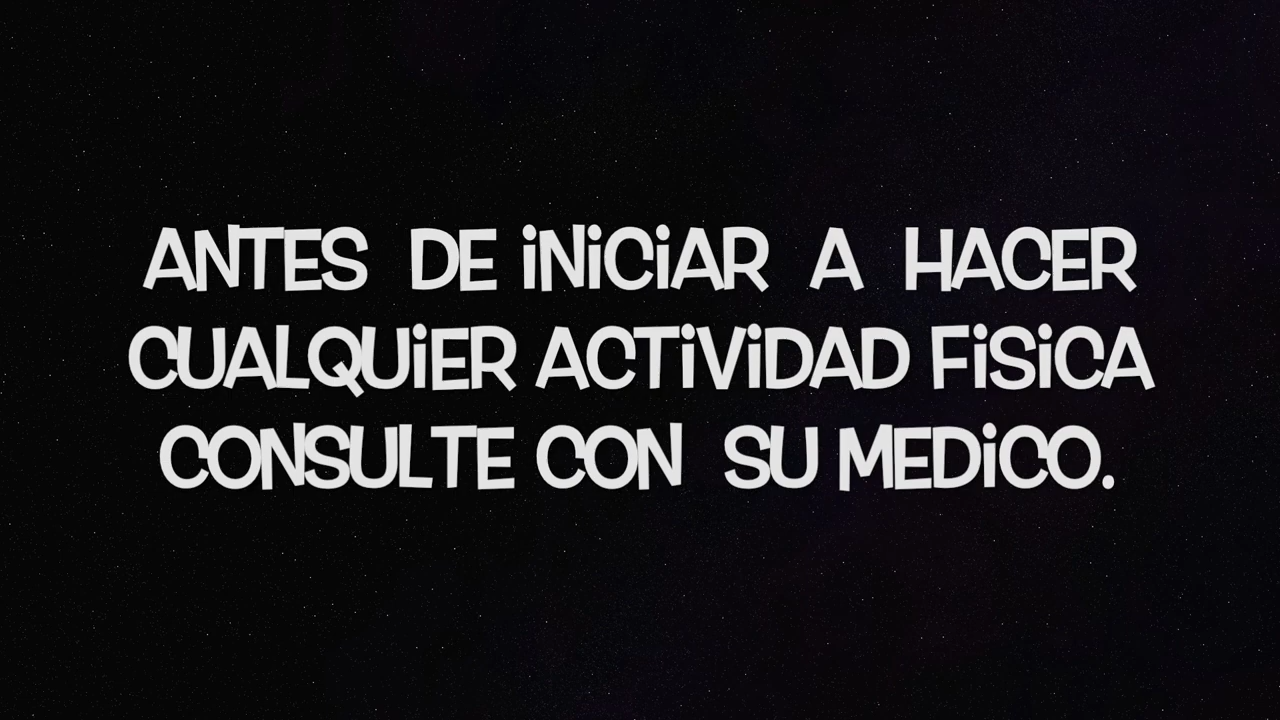 ANTES DE iNiCiAR A HACER
CUALQUiER ACTiViDAD FiSiCA
CONSULTE CON SU MEDiCO.